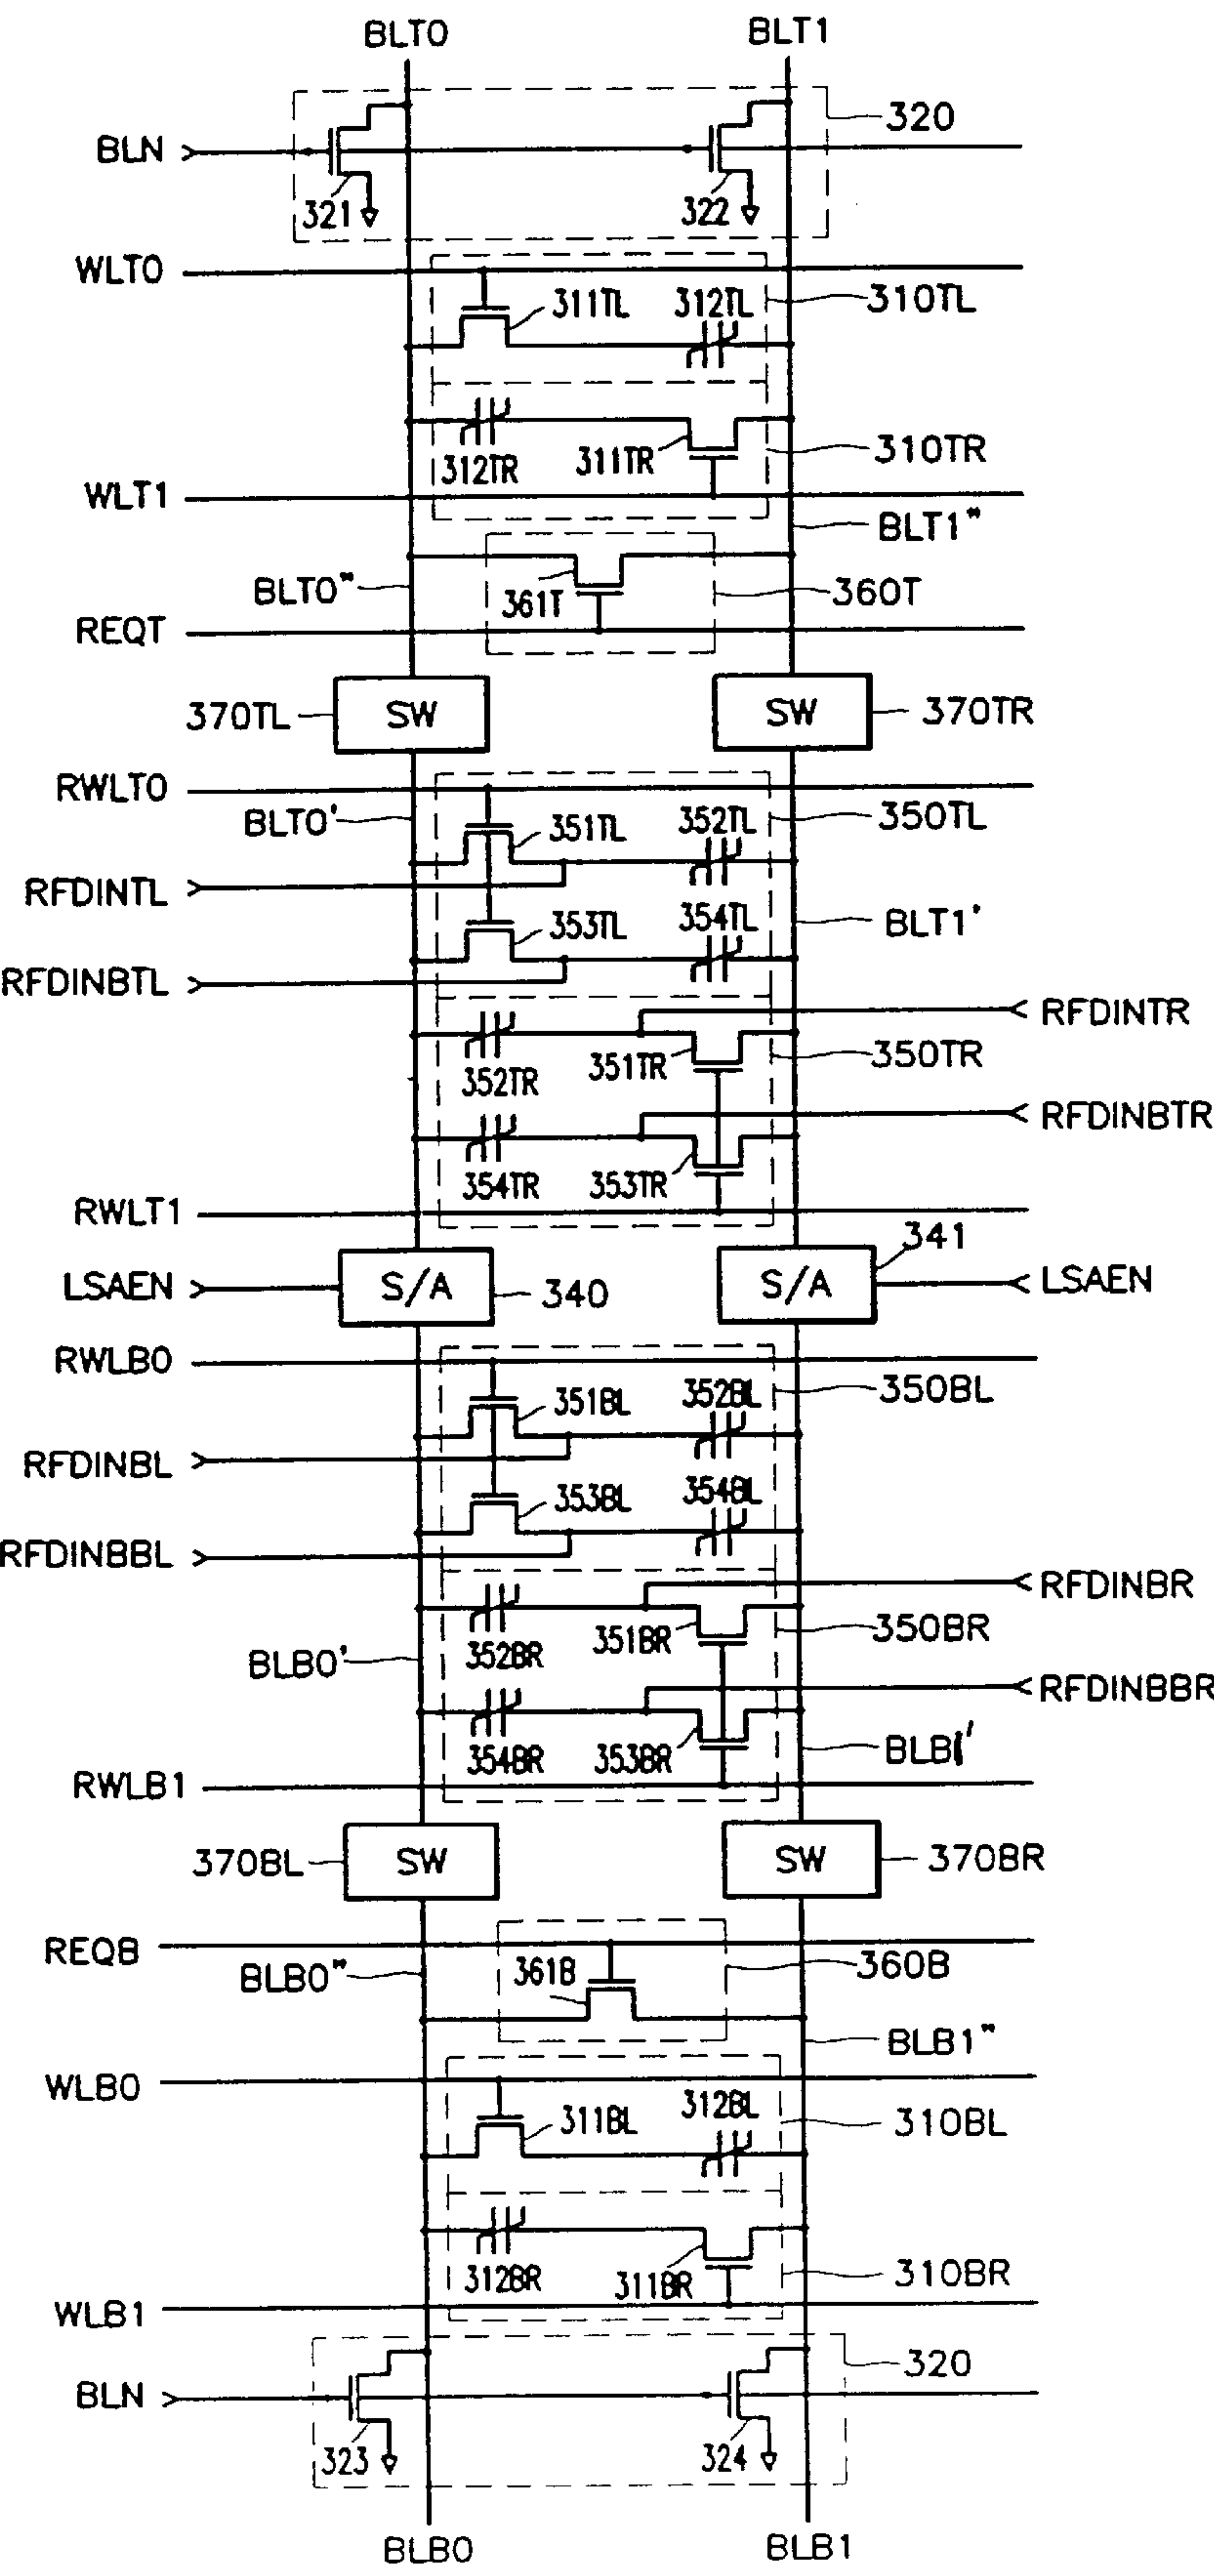 BLT0 BLT1
BLN 320
321 322
WLT0
311TL 312TL 310TL
312TR 311TR 310TR
WLT1
BLT1"
BLT0" 361T 360T
REQT
370TL SW SW 370TR
RWLT0
BLT0' 351TL 352TL 350TL
RFDINTL
353TL 354TL BLT1'
RFDINBTL
RFDINTR
352TR 351TR 350TR
RFDINBTR
354TR 353TR
RWLT1
341
LSAEN S/A 340 S/A LSAEN
RWLB0
351BL 352BL 350BL
RFDINBL
353BL 354BL
RFDINBBL
RFDINBR
352BR 351BR 350BR
BLB0'
RFDINBBR
354BR 353BR BLB1'
RWLB1
370BL SW SW 370BR
REQB
BLB0" 361B 360B
BLB1"
WLB0
311BL 312BL 310BL
312BR 311BR 310BR
WLB1
320
BLN
323 324
BLB0 BLB1